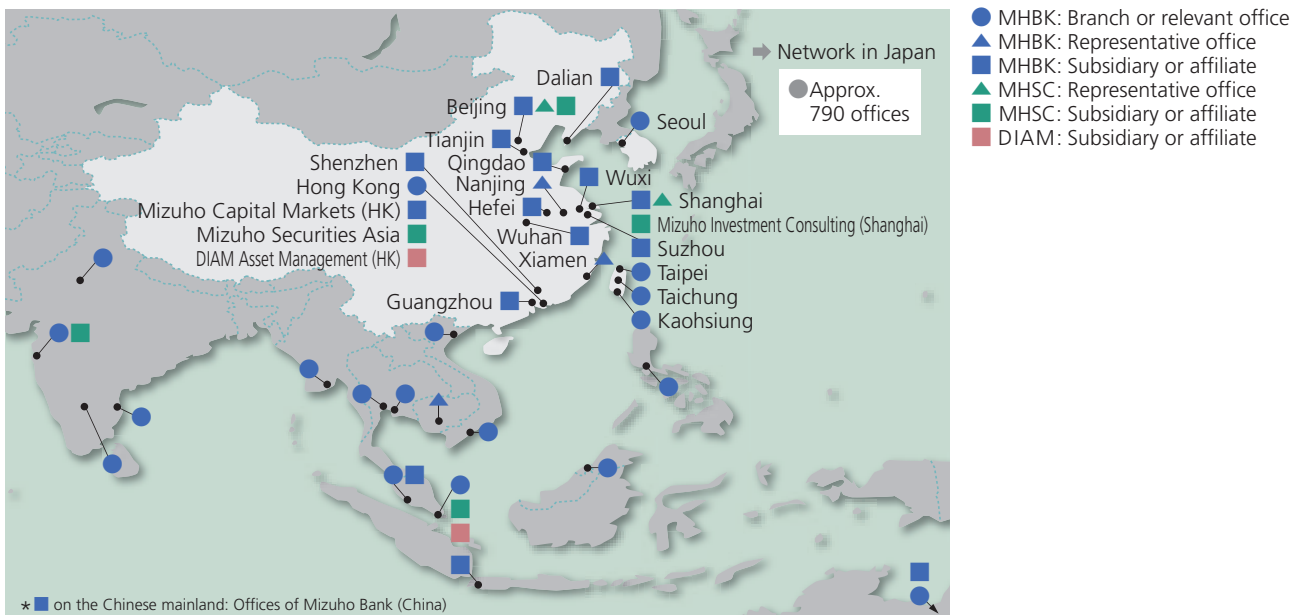 Network in Japan
Approx.
790 offices
MHBK: Branch or relevant office
MHBK: Representative office
MHBK: Subsidiary or affiliate
MHSC: Representative office
MHSC: Subsidiary or affiliate
DIAM: Subsidiary or affiliate
Dalian
Beijing
Tianjin
Qingdao
Nanjing
Hefei
Wuhan
Xiamen
Shenzhen
Hong Kong
Mizuho Capital Markets (HK)
Mizuho Securities Asia
DIAM Asset Management (HK)
Guangzhou
Seoul
Wuxi
Shanghai
Mizuho Investment Consulting (Shanghai)
Suzhou
Taipei
Taichung
Kaohsiung
* on the Chinese mainland: Offices of Mizuho Bank (China)